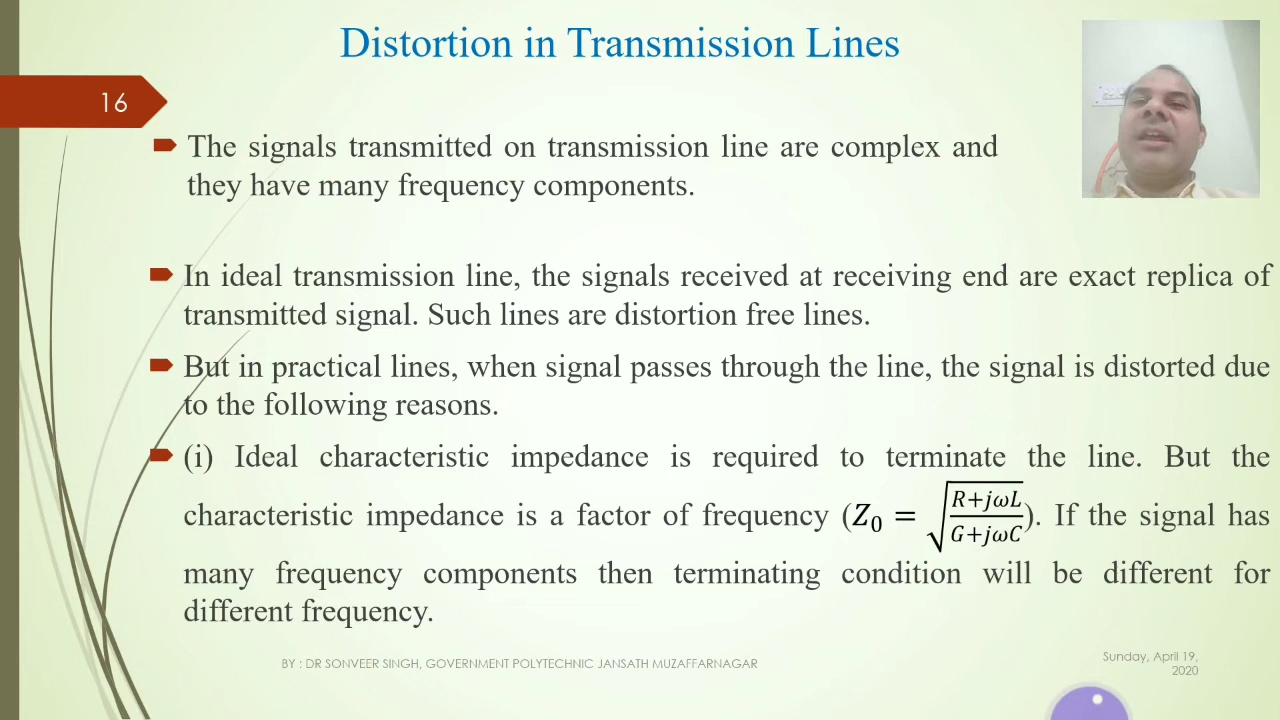 Distortion in Transmission Lines
16
The signals transmitted on transmission line are complex and
they have many frequency components.
In ideal transmission line, the signals received at receiving end are exact replica of
transmitted signal. Such lines are distortion free lines.
But in practical lines, when signal passes through the line, the signal is distorted due
to the following reasons.
(i) Ideal characteristic impedance is required to terminate the line. But the
characteristic impedance is a factor of frequency (Z₀ = √((R+jωL)/(G+jωC))). If the signal has
many frequency components then terminating condition will be different for
different frequency.
BY : DR SONVEER SINGH, GOVERNMENT POLYTECHNIC JANSATH MUZAFFARNAGAR
Sunday, April 19,
2020